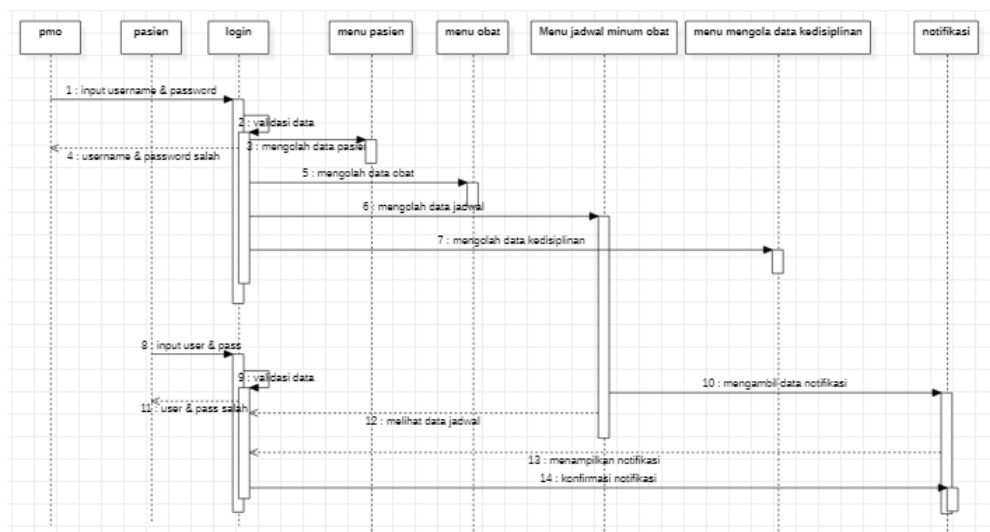 pmo
pasien
login
menu pasien
menu obat
Menu jadwal minum obat
menu mengola data kedisiplinan
notifikasi
1 : input username & password
2 : validasi data
3 : mengolah data pasien
4 : username & password salah
5 : mengolah data obat
6 : mengolah data jadwal
7 : mengolah data kedisiplinan
8 : input user & pass
9 : validasi data
10 : mengambil data notifikasi
11 : user & pass salah
12 : melihat data jadwal
13 : menampilkan notifikasi
14 : konfirmasi notifikasi